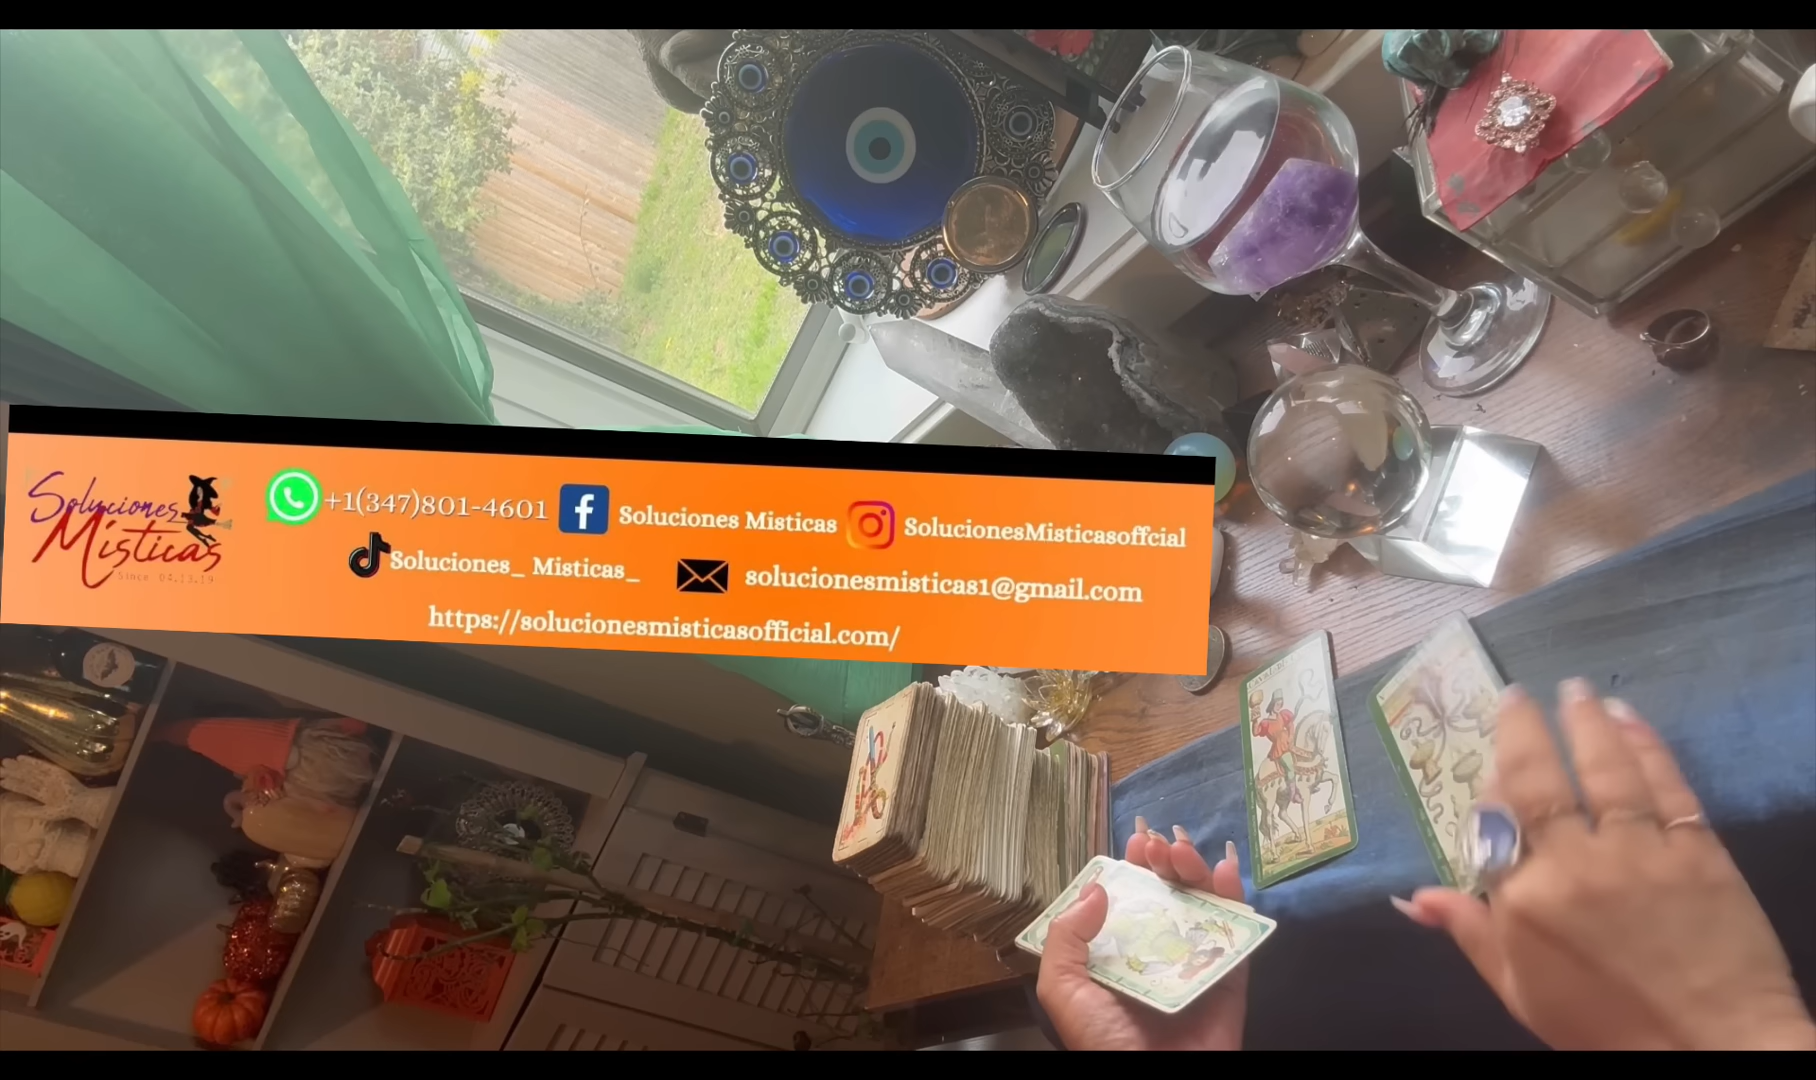 Soluciones
Misticas
Since 04.13.19
+1(347)801-4601 Soluciones Misticas SolucionesMisticasoffcial
Soluciones_ Misticas_ solucionesmisticas1@gmail.com
https://solucionesmisticasofficial.com/